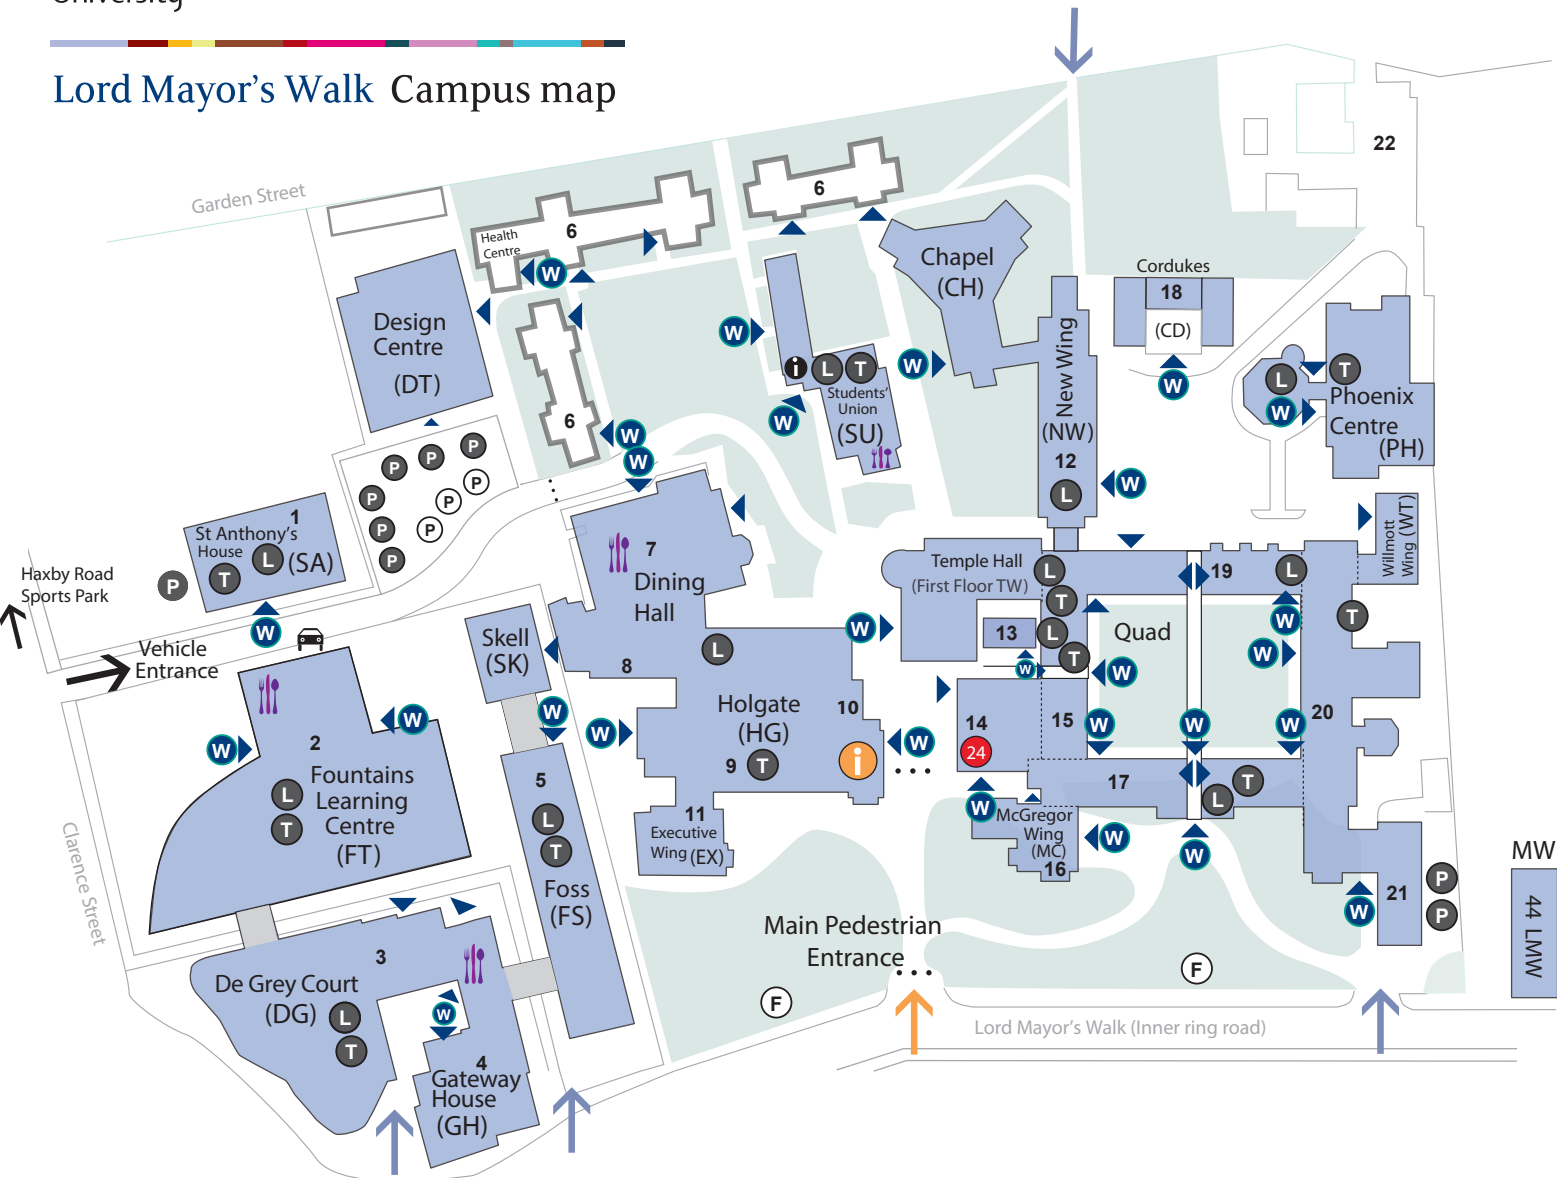 University
Lord Mayor's Walk Campus map
Garden Street
22
6
Health
Centre
6
W
Chapel
(CH)
Cordukes
18
(CD)
W
Design
Centre
(DT)
6
W
W
W
i
L
T
Students'
Union
(SU)
W
W
New Wing
(NW)
12
L
W
L
W
T
Phoenix
Centre
(PH)
P
P
P
P
P
P
P
P
P
1
St Anthony's
House
L
(SA)
T
P
W
Haxby Road
Sports Park
Vehicle
Entrance
7
Dining
Hall
Skell
(SK)
8
L
W
Temple Hall
(First Floor TW)
L
T
13
L
T
W
W
Quad
19
L
W
W
T
Willmott
Wing (WT)
20
W
W
2
Fountains
Learning
Centre
(FT)
L
T
W
W
5
L
T
Foss
(FS)
Holgate
(HG)
10
9
T
i
W
11
Executive
Wing (EX)
14
24
15
W
W
W
17
T
L
W
McGregor
Wing
(MC)
16
W
W
21
W
P
P
MW
44 LMW
Clarence Street
3
De Grey Court
(DG)
L
T
W
4
Gateway
House
(GH)
Main Pedestrian
Entrance
F
F
Lord Mayor's Walk (Inner ring road)